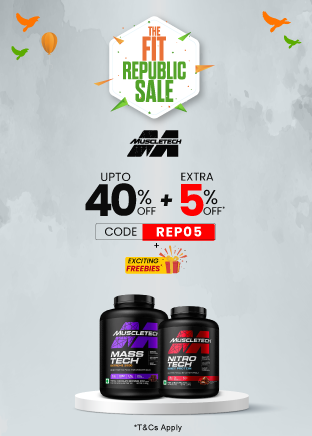 THE
FIT
REPUBLIC
SALE
MUSCLETECH
UPTO
40% OFF + EXTRA 5% OFF*
CODE REP05
+
EXCITING
FREEBIES
MUSCLETECH
MASS
TECH
MUSCLETECH
NITRO
TECH
*T&Cs Apply